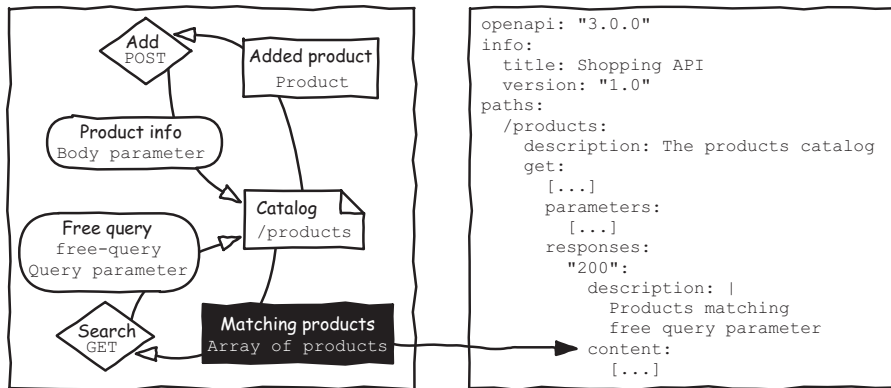 Add
POST
Added product
Product
Product info
Body parameter
Catalog
/products
Free query
free-query
Query parameter
Search
GET
Matching products
Array of products
openapi: "3.0.0"
info:
  title: Shopping API
  version: "1.0"
paths:
  /products:
    description: The products catalog
    get:
      [...]
      parameters:
        [...]
      responses:
        "200":
          description: |
            Products matching
            free query parameter
          content:
            [...]